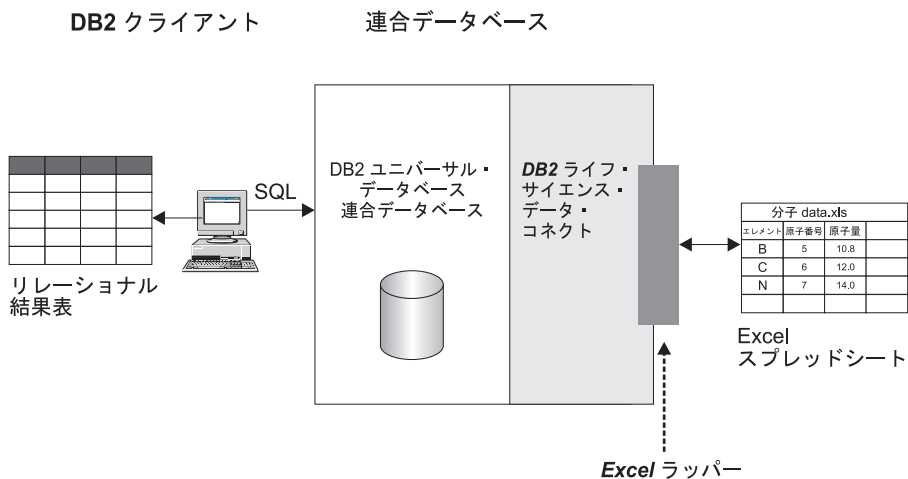 DB2 クライアント
連合データベース
DB2 ユニバーサル・
データベース
連合データベース
DB2 ライフ・
サイエンス・
データ・
コネクト
SQL
リレーショナル
結果表
分子 data.xls
エレメント 原子番号 原子量
B 5 10.8
C 6 12.0
N 7 14.0
Excel
スプレッドシート
Excel ラッパー